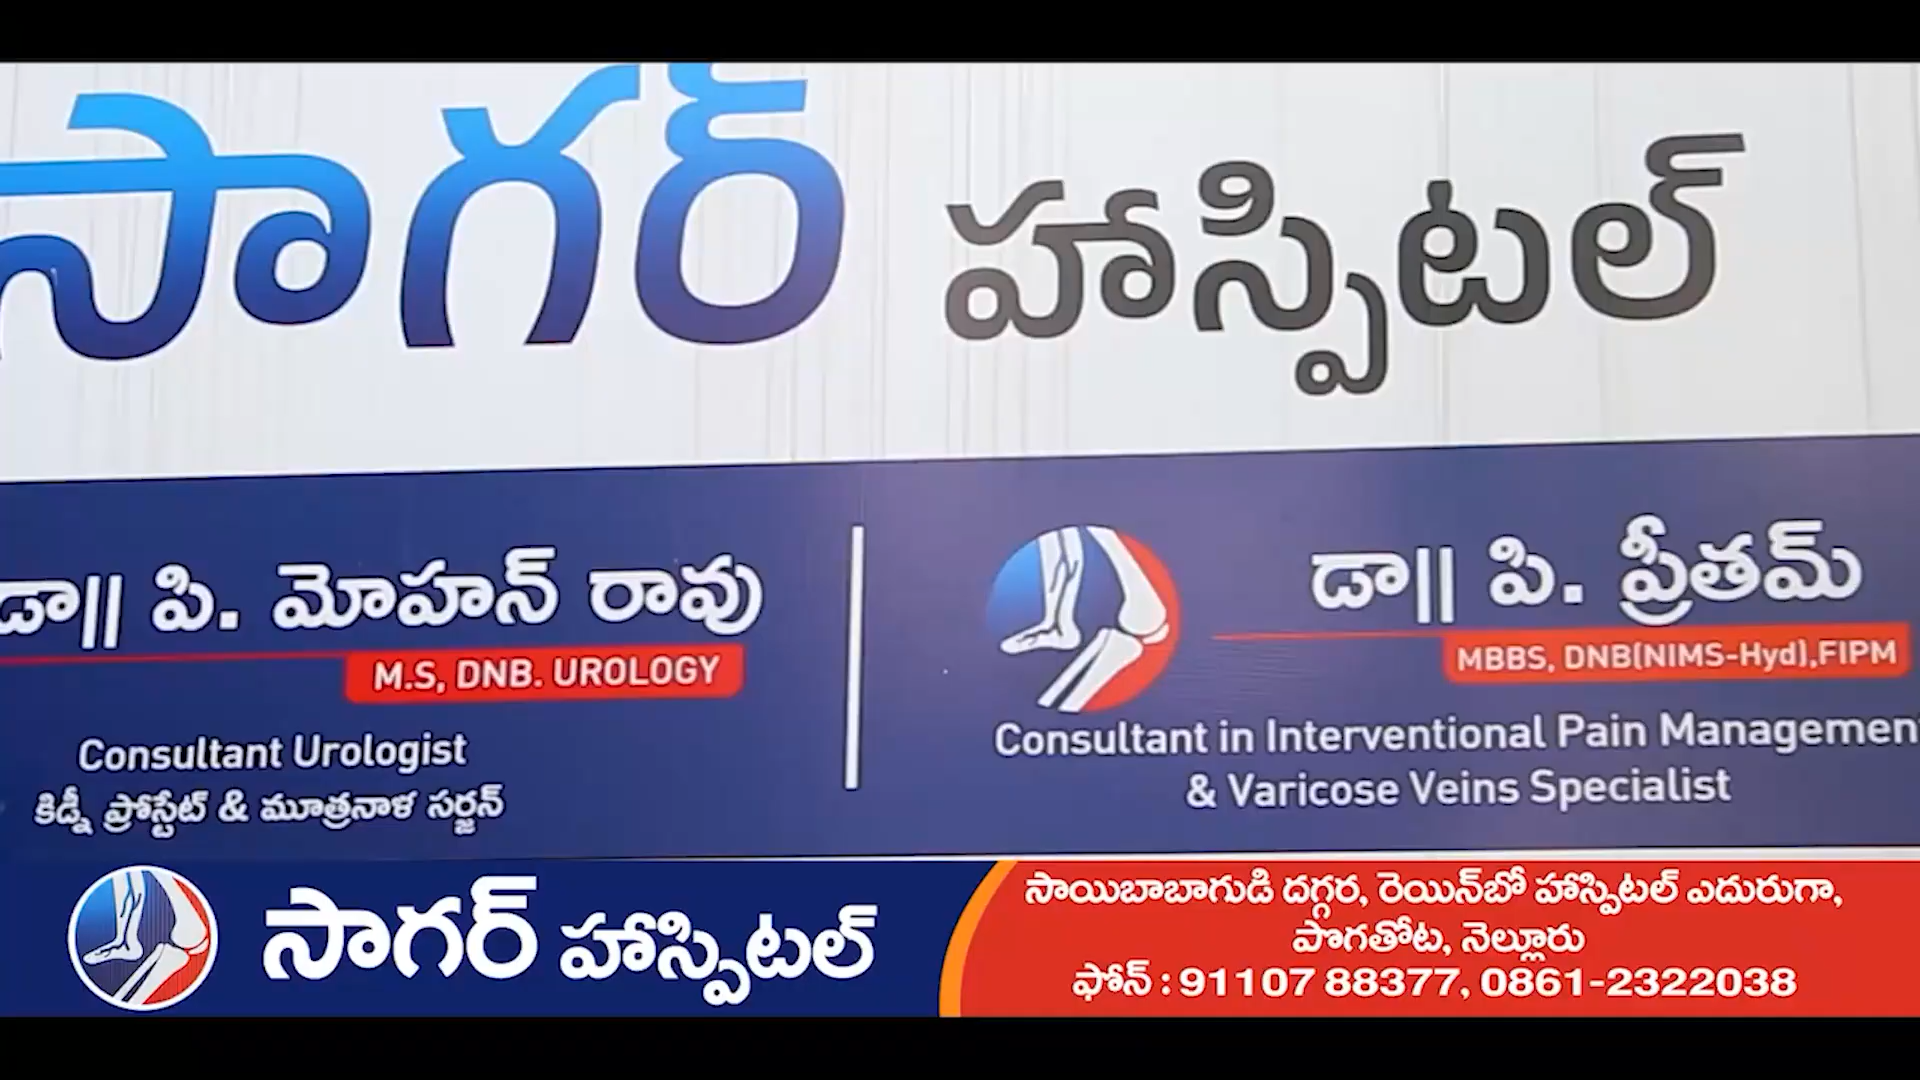 సాగర్ హాస్పిటల్
డా|| పి. మోహన్ రావు
M.S, DNB. UROLOGY
Consultant Urologist
కిడ్నీ ప్రోస్టేట్ & మూత్రనాళ సర్జన్
డా|| పి. ప్రీతమ్
MBBS, DNB(NIMS-Hyd),FIPM
Consultant in Interventional Pain Managemen
& Varicose Veins Specialist
సాగర్ హాస్పిటల్
సాయిబాబాగుడి దగ్గర, రెయిన్‌బో హాస్పిటల్ ఎదురుగా,
పొగతోట, నెల్లూరు
ఫోన్ : 91107 88377, 0861-2322038